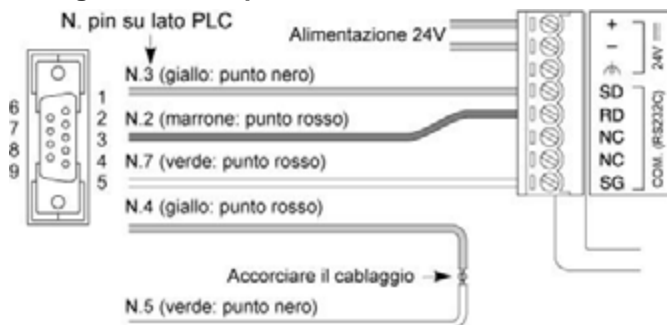 N. pin su lato PLC
Alimentazione 24V
N.3 (giallo: punto nero)
N.2 (marrone: punto rosso)
N.7 (verde: punto rosso)
N.4 (giallo: punto rosso)
Accorciare il cablaggio
N.5 (verde: punto nero)
1
2
3
4
5
6
7
8
9
+
−
24V
SD
RD
NC
NC
SG
COM. (RS232C)